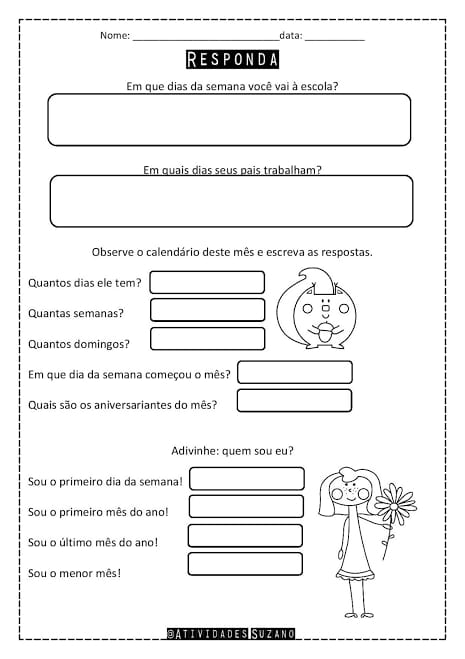 Nome: ___________________________data: ___________
RESPONDA
Em que dias da semana você vai à escola?
Em quais dias seus pais trabalham?
Observe o calendário deste mês e escreva as respostas.
Quantos dias ele tem?
Quantas semanas?
Quantos domingos?
Em que dia da semana começou o mês?
Quais são os aniversariantes do mês?
Adivinhe: quem sou eu?
Sou o primeiro dia da semana!
Sou o primeiro mês do ano!
Sou o último mês do ano!
Sou o menor mês!
@ATIVIDADES SUZANO